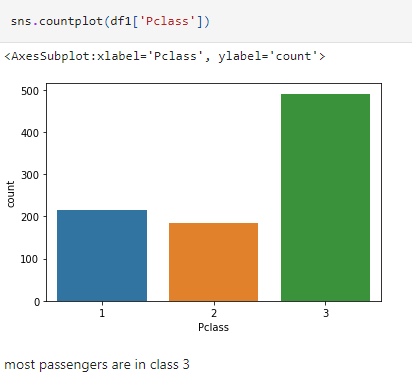 sns.countplot(df1['Pclass'])
<AxesSubplot:xlabel='Pclass', ylabel='count'>
500
400
300
200
100
0
count
1 2 3
Pclass
most passengers are in class 3